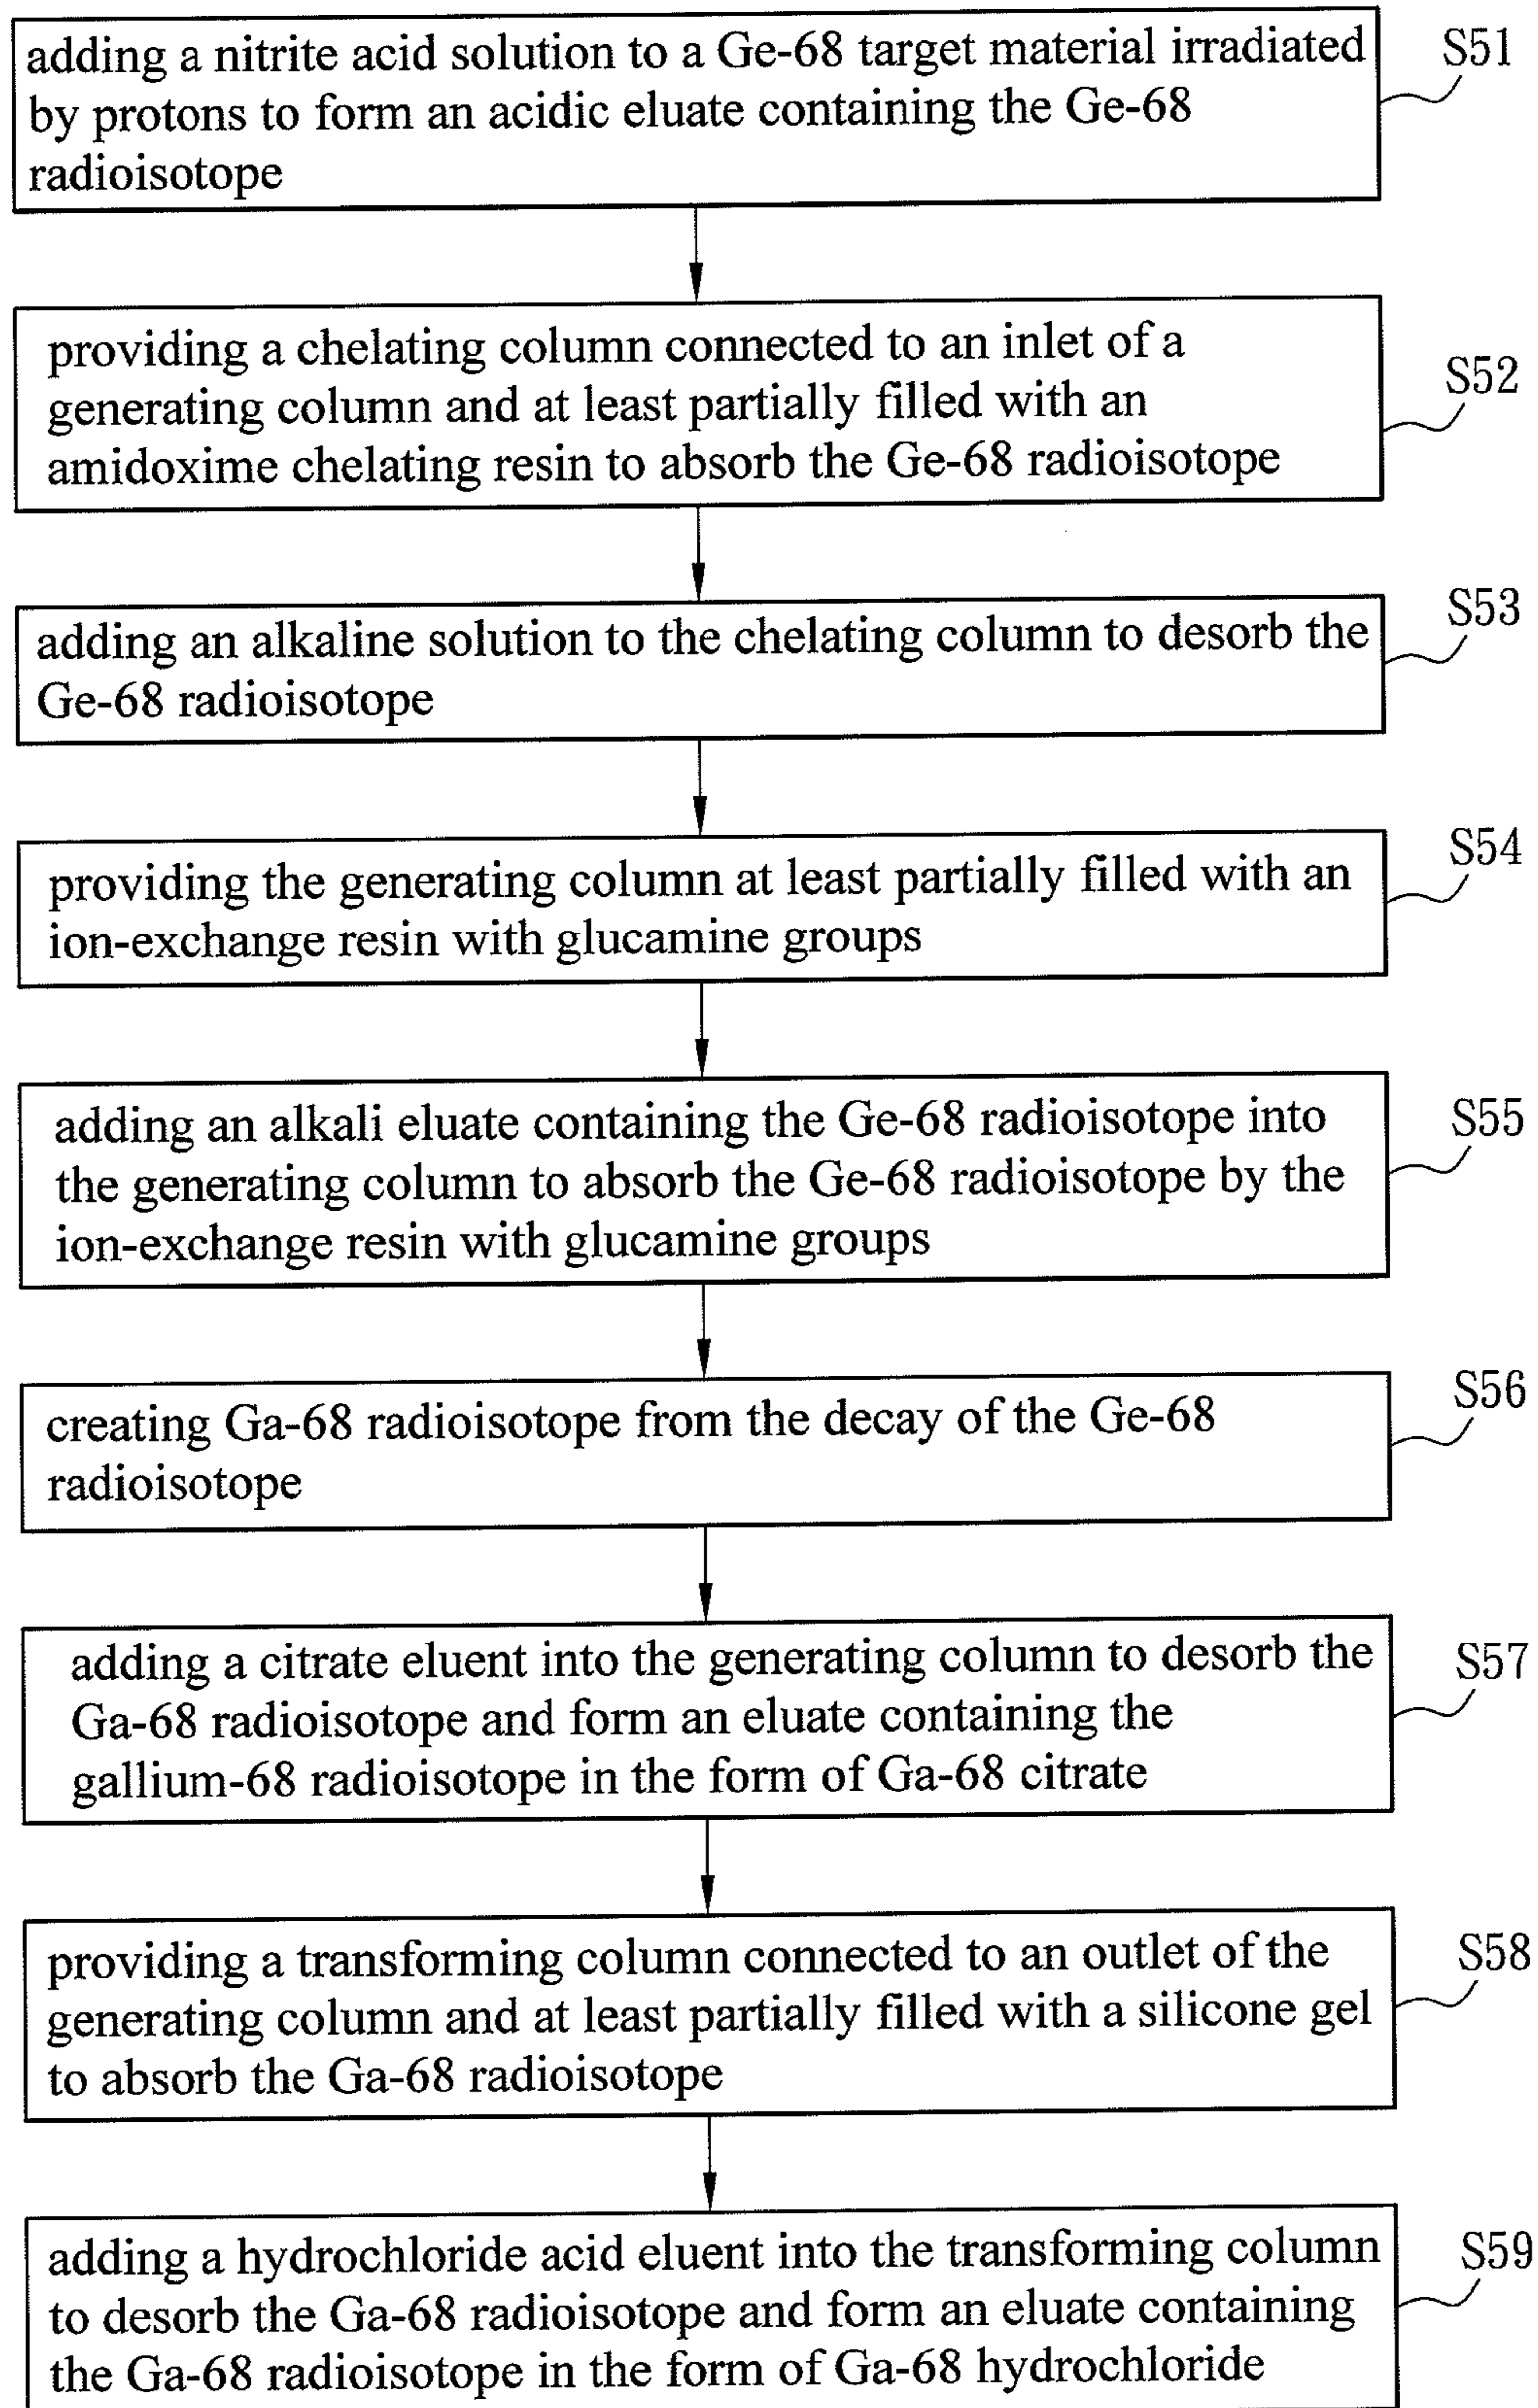 adding a nitrite acid solution to a Ge-68 target material irradiated
by protons to form an acidic eluate containing the Ge-68
radioisotope
S51
providing a chelating column connected to an inlet of a
generating column and at least partially filled with an
amidoxime chelating resin to absorb the Ge-68 radioisotope
S52
adding an alkaline solution to the chelating column to desorb the
Ge-68 radioisotope
S53
providing the generating column at least partially filled with an
ion-exchange resin with glucamine groups
S54
adding an alkali eluate containing the Ge-68 radioisotope into
the generating column to absorb the Ge-68 radioisotope by the
ion-exchange resin with glucamine groups
S55
creating Ga-68 radioisotope from the decay of the Ge-68
radioisotope
S56
adding a citrate eluent into the generating column to desorb the
Ga-68 radioisotope and form an eluate containing the
gallium-68 radioisotope in the form of Ga-68 citrate
S57
providing a transforming column connected to an outlet of the
generating column and at least partially filled with a silicone gel
to absorb the Ga-68 radioisotope
S58
adding a hydrochloride acid eluent into the transforming column
to desorb the Ga-68 radioisotope and form an eluate containing
the Ga-68 radioisotope in the form of Ga-68 hydrochloride
S59